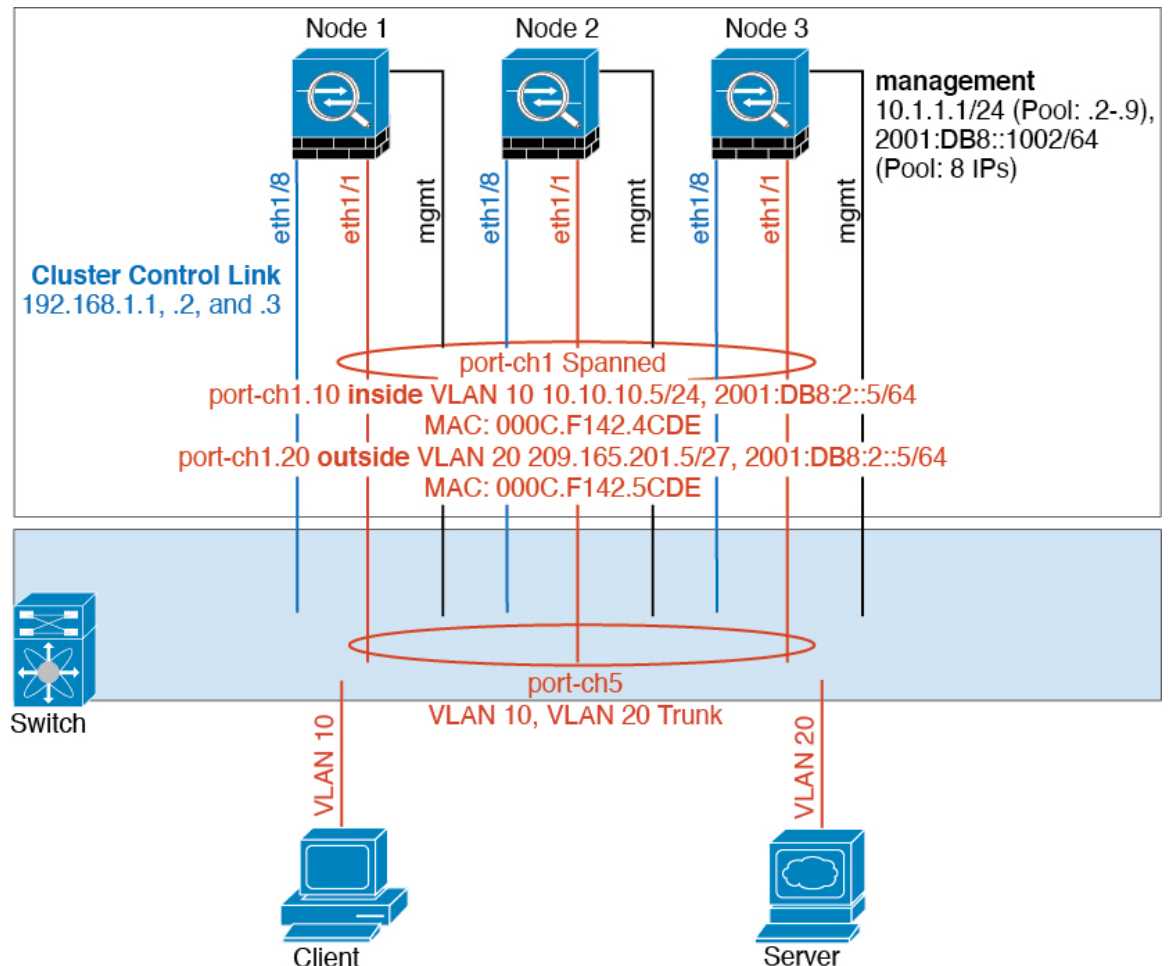 Node 1
Node 2
Node 3
management
10.1.1.1/24 (Pool: .2-.9),
2001:DB8::1002/64
(Pool: 8 IPs)
eth1/8
eth1/1
mgmt
eth1/8
eth1/1
mgmt
eth1/8
eth1/1
mgmt
Cluster Control Link
192.168.1.1, .2, and .3
port-ch1 Spanned
port-ch1.10 inside VLAN 10 10.10.10.5/24, 2001:DB8:2::5/64
MAC: 000C.F142.4CDE
port-ch1.20 outside VLAN 20 209.165.201.5/27, 2001:DB8:2::5/64
MAC: 000C.F142.5CDE
Switch
port-ch5
VLAN 10, VLAN 20 Trunk
VLAN 10
VLAN 20
Client
Server